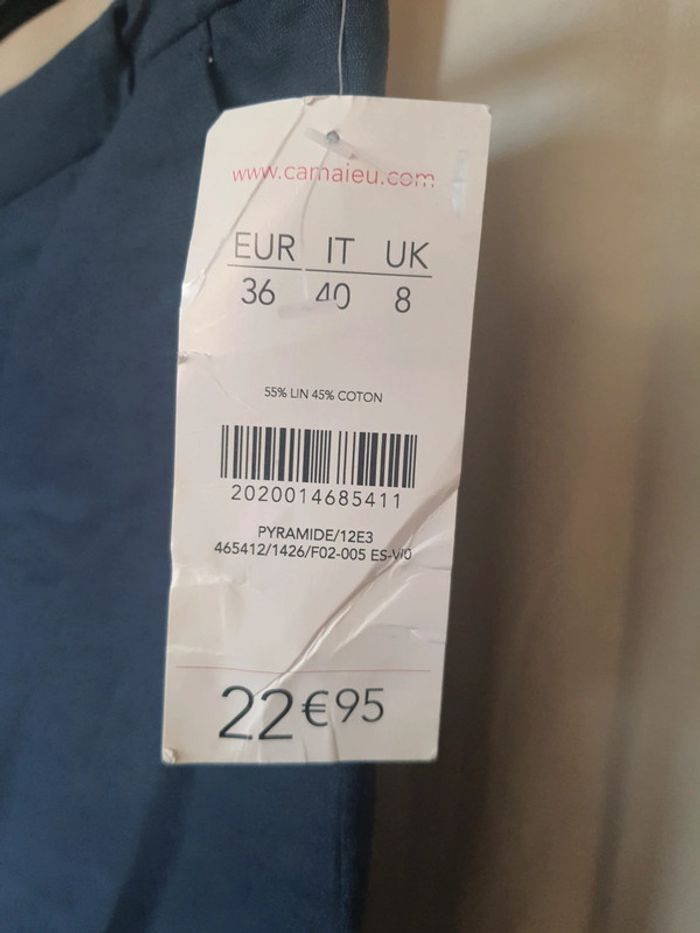 www.camaieu.com
EUR IT UK
36 40 8
55% LIN 45% COTON
2020014685411
PYRAMIDE/12E3
465412/1426/F02-005 ES-V/0
22€95